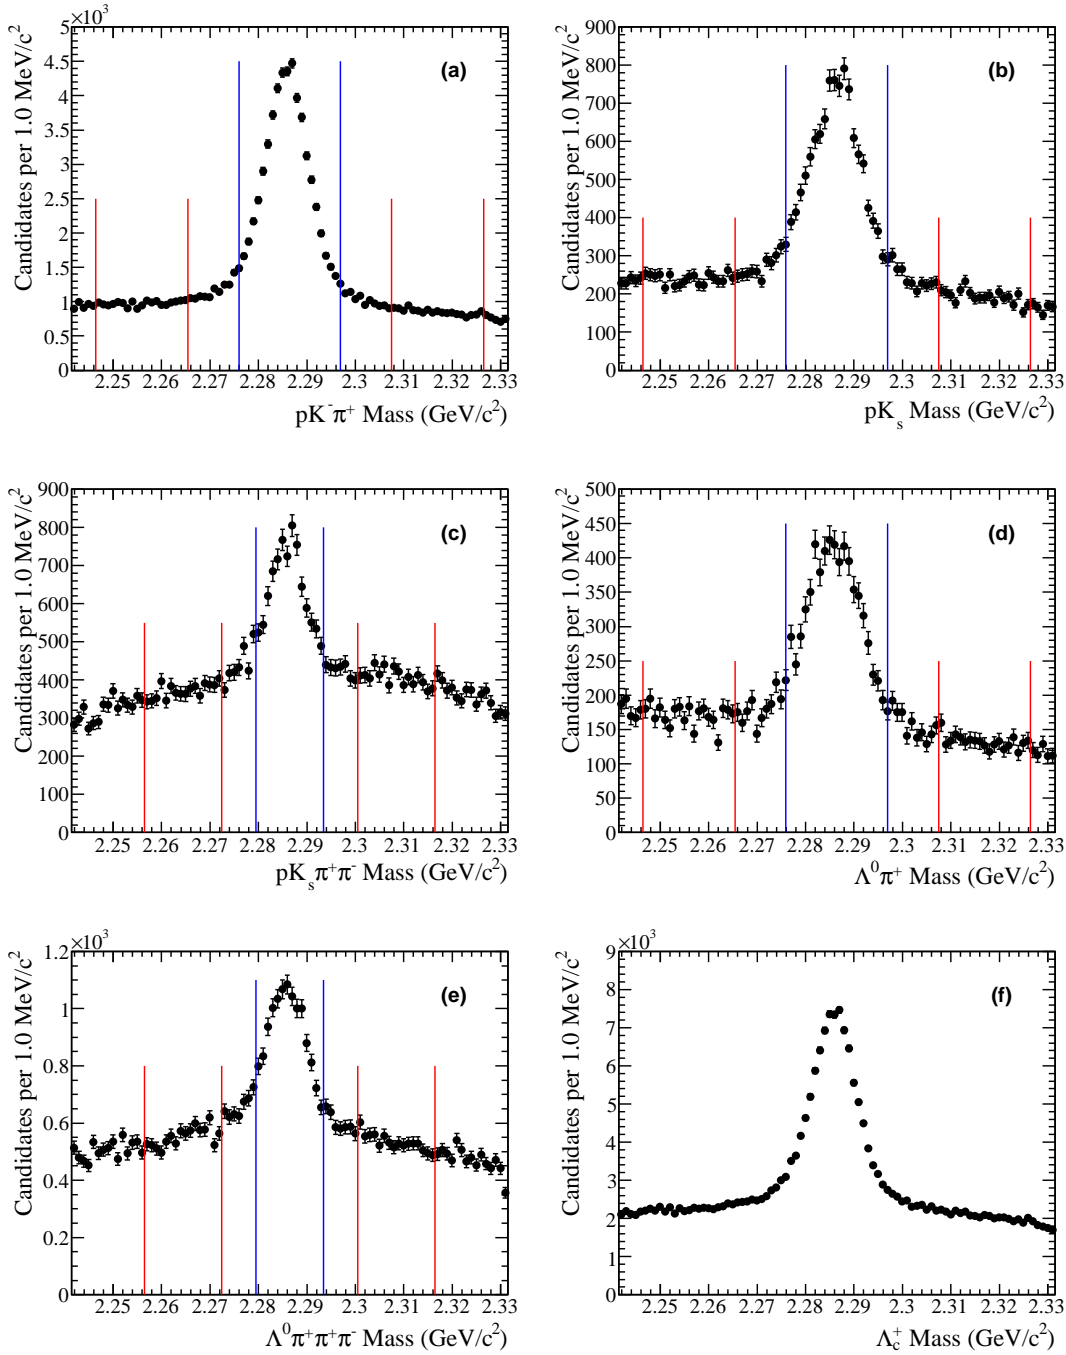 ×10³
Candidates per 1.0 MeV/c²
5
4.5
4
3.5
3
2.5
2
1.5
1
0.5
0
(a)
2.25 2.26 2.27 2.28 2.29 2.3 2.31 2.32 2.33
pK⁻π⁺ Mass (GeV/c²)
Candidates per 1.0 MeV/c²
900
800
700
600
500
400
300
200
100
0
(b)
2.25 2.26 2.27 2.28 2.29 2.3 2.31 2.32 2.33
pKₛ Mass (GeV/c²)
Candidates per 1.0 MeV/c²
900
800
700
600
500
400
300
200
100
0
(c)
2.25 2.26 2.27 2.28 2.29 2.3 2.31 2.32 2.33
pKₛπ⁺π⁻ Mass (GeV/c²)
Candidates per 1.0 MeV/c²
500
450
400
350
300
250
200
150
100
50
0
(d)
2.25 2.26 2.27 2.28 2.29 2.3 2.31 2.32 2.33
Λ⁰π⁺ Mass (GeV/c²)
×10³
Candidates per 1.0 MeV/c²
1.2
1
0.8
0.6
0.4
0.2
0
(e)
2.25 2.26 2.27 2.28 2.29 2.3 2.31 2.32 2.33
Λ⁰π⁺π⁺π⁻ Mass (GeV/c²)
×10³
Candidates per 1.0 MeV/c²
9
8
7
6
5
4
3
2
1
0
(f)
2.25 2.26 2.27 2.28 2.29 2.3 2.31 2.32 2.33
Λ_c⁺ Mass (GeV/c²)